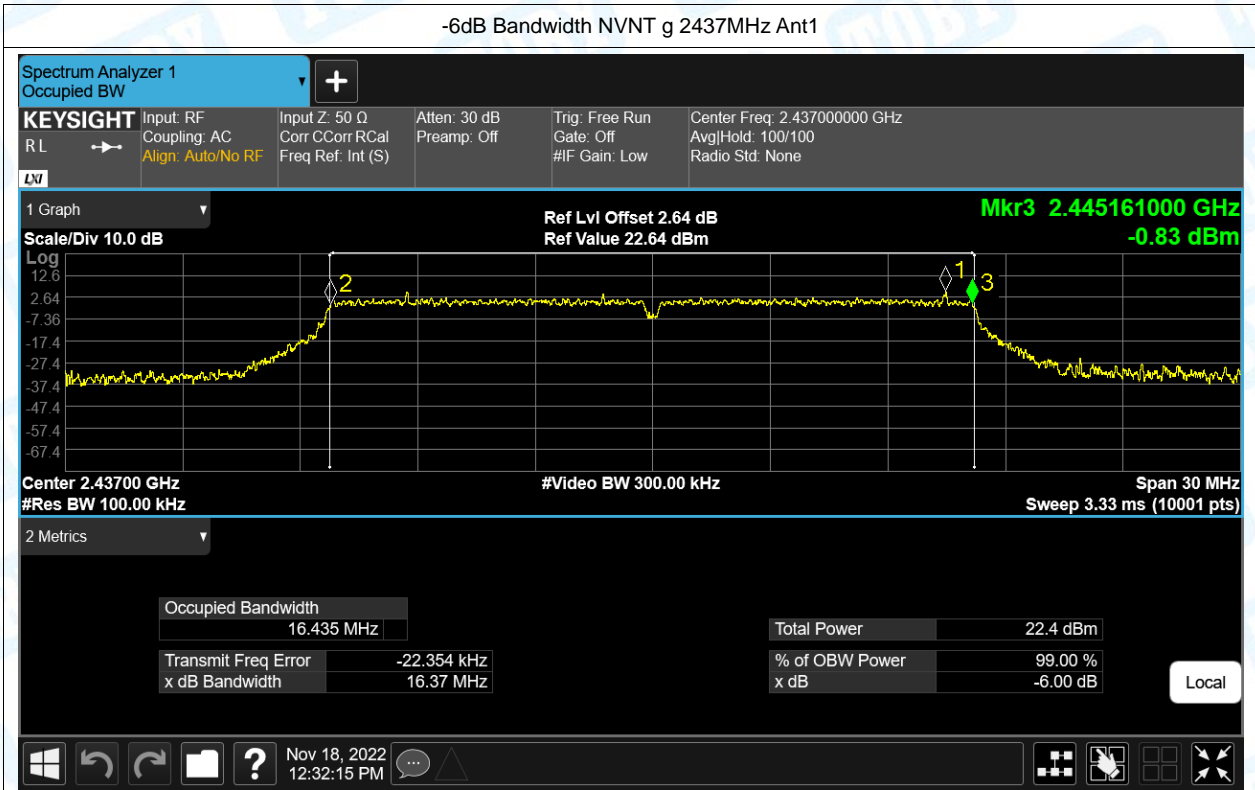 -6dB Bandwidth NVNT g 2437MHz Ant1
Spectrum Analyzer 1
Occupied BW
KEYSIGHT
R L
LXI
Input: RF
Coupling: AC
Align: Auto/No RF
Input Z: 50 Ω
Corr CCorr RCal
Freq Ref: Int (S)
Atten: 30 dB
Preamp: Off
Trig: Free Run
Gate: Off
#IF Gain: Low
Center Freq: 2.437000000 GHz
Avg|Hold: 100/100
Radio Std: None
1 Graph
Scale/Div 10.0 dB
Ref Lvl Offset 2.64 dB
Ref Value 22.64 dBm
Mkr3 2.445161000 GHz
-0.83 dBm
Log
12.6
2.64
-7.36
-17.4
-27.4
-37.4
-47.4
-57.4
-67.4
2
1
3
Center 2.43700 GHz
#Res BW 100.00 kHz
#Video BW 300.00 kHz
Span 30 MHz
Sweep 3.33 ms (10001 pts)
2 Metrics
Occupied Bandwidth
16.435 MHz
Transmit Freq Error -22.354 kHz
x dB Bandwidth 16.37 MHz
Total Power 22.4 dBm
% of OBW Power 99.00 %
x dB -6.00 dB
Local
?
Nov 18, 2022
12:32:15 PM